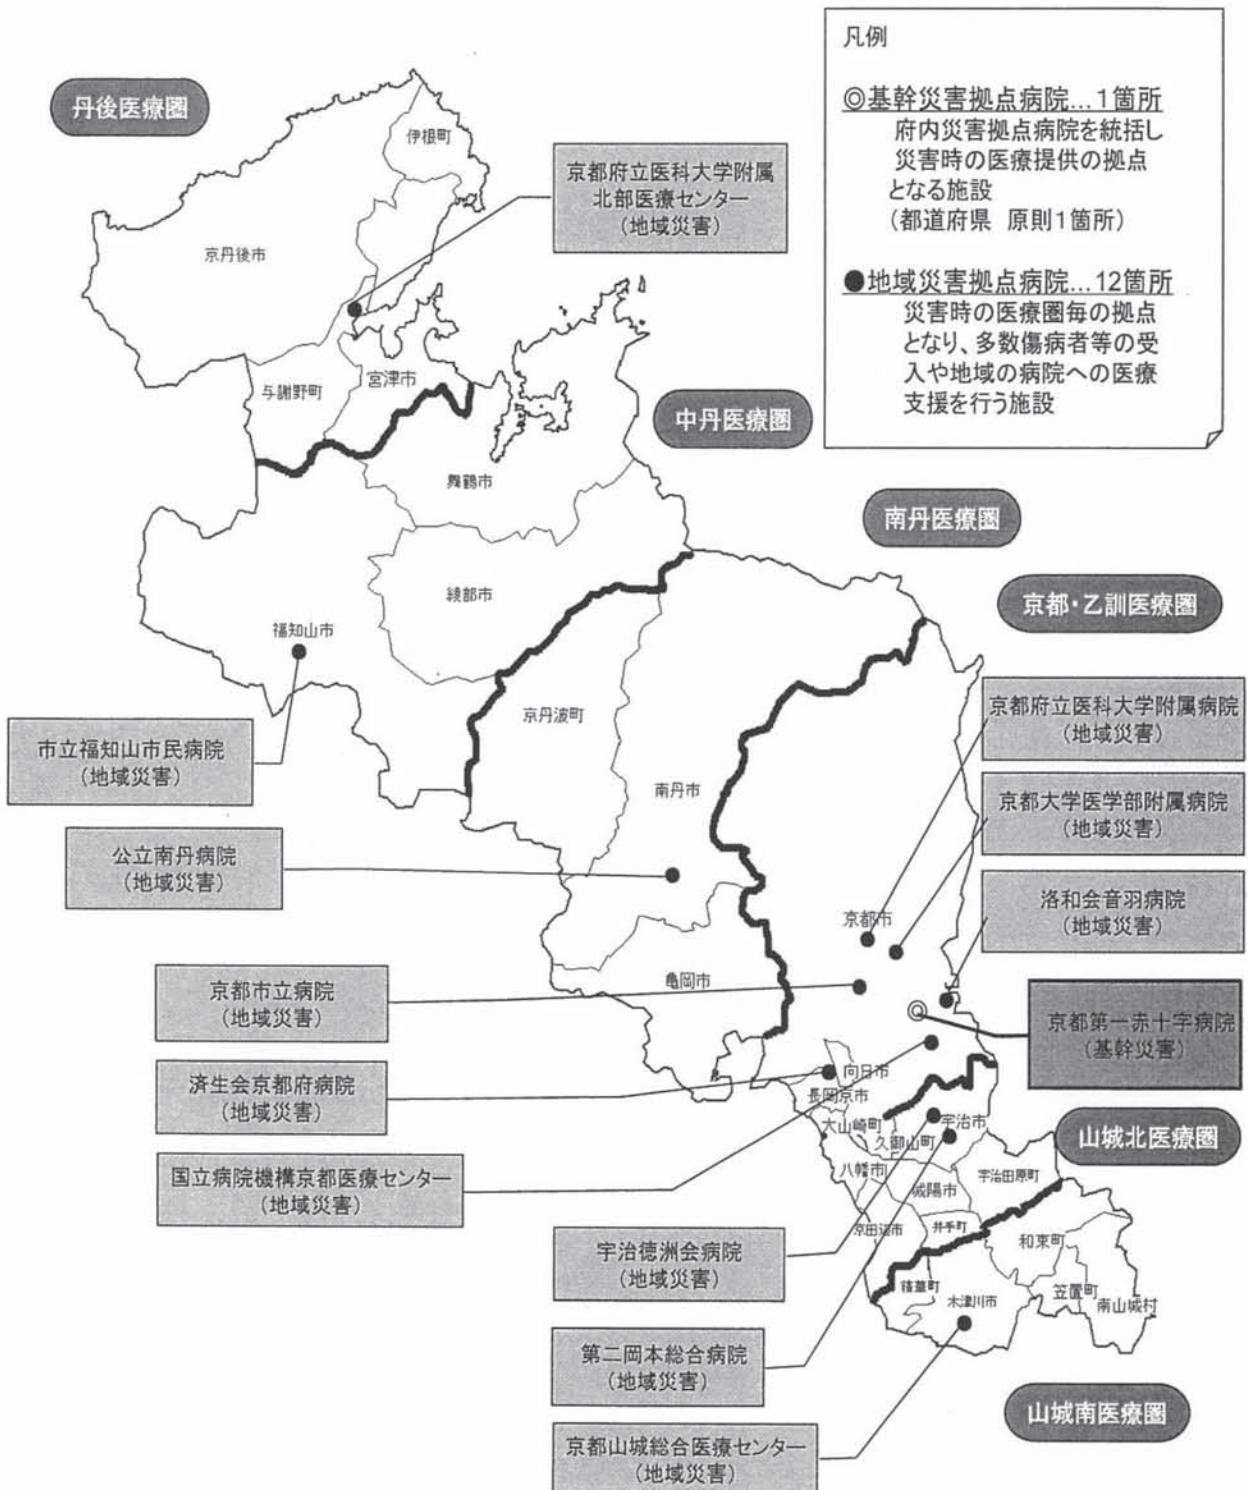 凡例
◎基幹災害拠点病院…1箇所
府内災害拠点病院を統括し
災害時の医療提供の拠点
となる施設
(都道府県 原則1箇所)
●地域災害拠点病院…12箇所
災害時の医療圏毎の拠点
となり、多数傷病者等の受
入や地域の病院への医療
支援を行う施設
丹後医療圏
伊根町
京都府立医科大学附属
北部医療センター
(地域災害)
京丹後市
与謝野町
宮津市
中丹医療圏
舞鶴市
南丹医療圏
綾部市
京都・乙訓医療圏
福知山市
京丹波町
京都府立医科大学附属病院
(地域災害)
市立福知山市民病院
(地域災害)
南丹市
京都大学医学部附属病院
(地域災害)
公立南丹病院
(地域災害)
洛和会音羽病院
(地域災害)
京都市
亀岡市
京都市立病院
(地域災害)
京都第一赤十字病院
(基幹災害)
済生会京都府病院
(地域災害)
向日市
長岡京市
大山崎町
久御山町
宇治市
山城北医療圏
国立病院機構京都医療センター
(地域災害)
八幡市
城陽市
宇治田原町
京田辺市
井手町
和束町
宇治徳洲会病院
(地域災害)
精華町
木津川市
笠置町
南山城村
第二岡本総合病院
(地域災害)
山城南医療圏
京都山城総合医療センター
(地域災害)